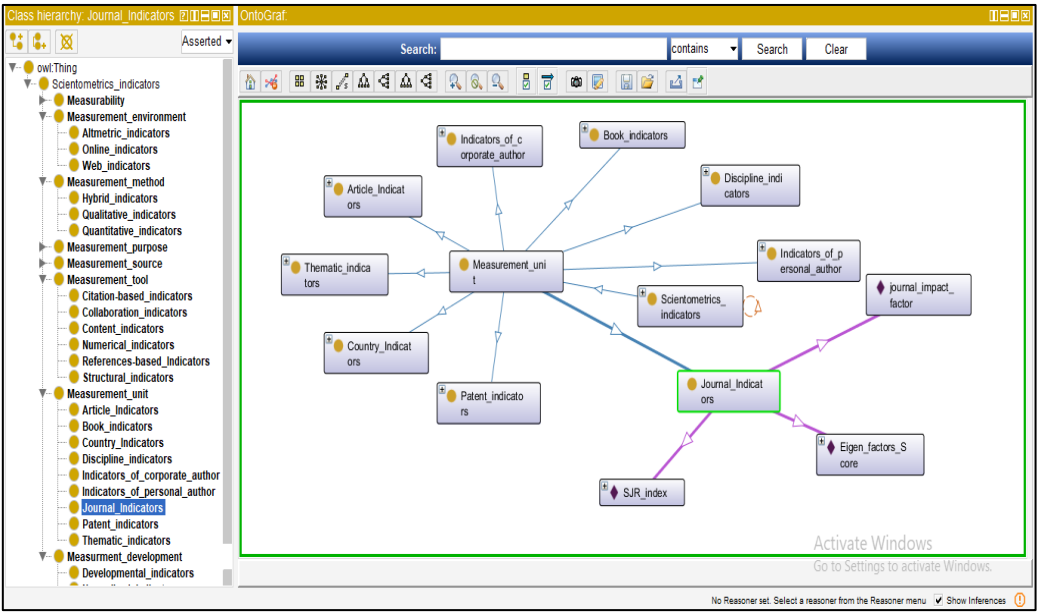 Class hierarchy: Journal_Indicators
OntoGraf:
Asserted
Search:
contains
Search
Clear
owl:Thing
Scientometrics_indicators
Measurability
Measurement_environment
Altmetric_indicators
Online_indicators
Web_indicators
Measurement_method
Hybrid_indicators
Qualitative_indicators
Quantitative_indicators
Measurement_purpose
Measurement_source
Measurement_tool
Citation-based_indicators
Collaboration_indicators
Content_indicators
Numerical_indicators
References-based_Indicators
Structural_indicators
Measurement_unit
Article_Indicators
Book_indicators
Country_Indicators
Discipline_indicators
Indicators_of_corporate_author
Indicators_of_personal_author
Journal_Indicators
Patent_indicators
Thematic_indicators
Measurment_development
Developmental_indicators
Indicators_of_c
orporate_author
Book_indicators
Article_Indicat
ors
Discipline_indi
cators
Thematic_indica
tors
Measurement_uni
t
Indicators_of_p
ersonal_author
Scientometrics_
indicators
journal_impact_
factor
Country_Indicat
ors
Patent_indicato
rs
Journal_Indicat
ors
Eigen_factors_S
core
SJR_index
Activate Windows
Go to Settings to activate Windows.
No Reasoner set. Select a reasoner from the Reasoner menu
Show Inferences